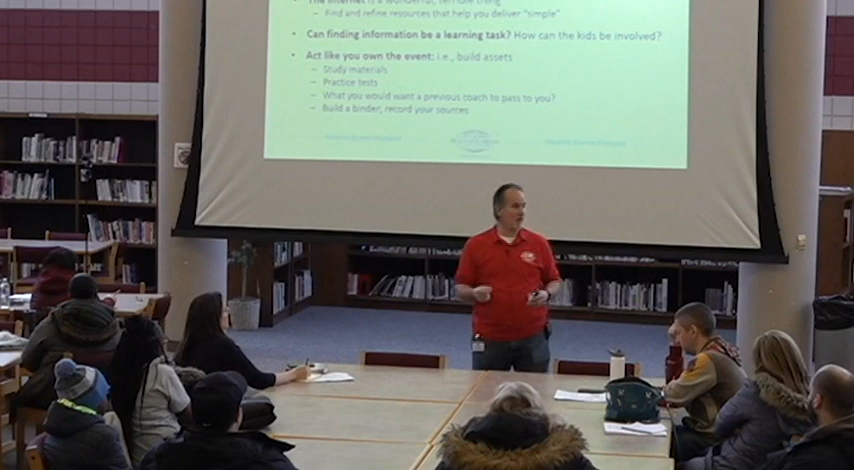 The Internet is a wonderful, terrible thing
– Find and refine resources that help you deliver "simple"
• Can finding information be a learning task? How can the kids be involved?
• Act like you own the event: i.e., build assets
– Study materials
– Practice tests
– What you would want a previous coach to pass to you?
– Build a binder; record your sources